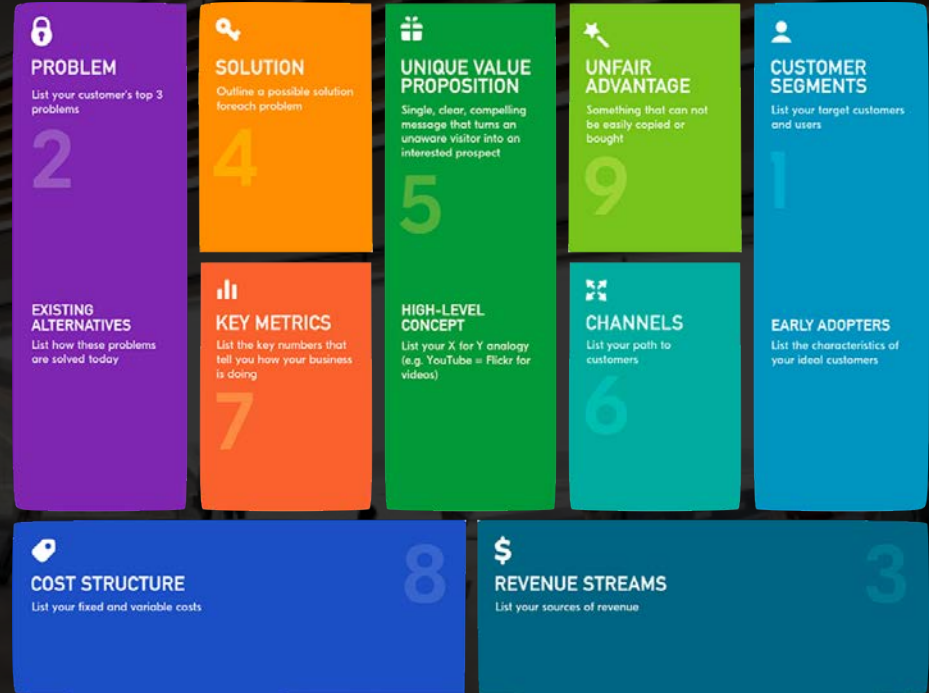 PROBLEM
List your customer's top 3
problems
2
EXISTING
ALTERNATIVES
List how these problems
are solved today
SOLUTION
Outline a possible solution
foreach problem
4
KEY METRICS
List the key numbers that
tell you how your business
is doing
7
UNIQUE VALUE
PROPOSITION
Single, clear, compelling
message that turns an
unaware visitor into an
interested prospect
5
HIGH-LEVEL
CONCEPT
List your X for Y analogy
(e.g. YouTube = Flickr for
videos)
UNFAIR
ADVANTAGE
Something that can not
be easily copied or
bought
9
CHANNELS
List your path to
customers
6
CUSTOMER
SEGMENTS
List your target customers
and users
1
EARLY ADOPTERS
List the characteristics of
your ideal customers
COST STRUCTURE
List your fixed and variable costs
8
$
REVENUE STREAMS
List your sources of revenue
3